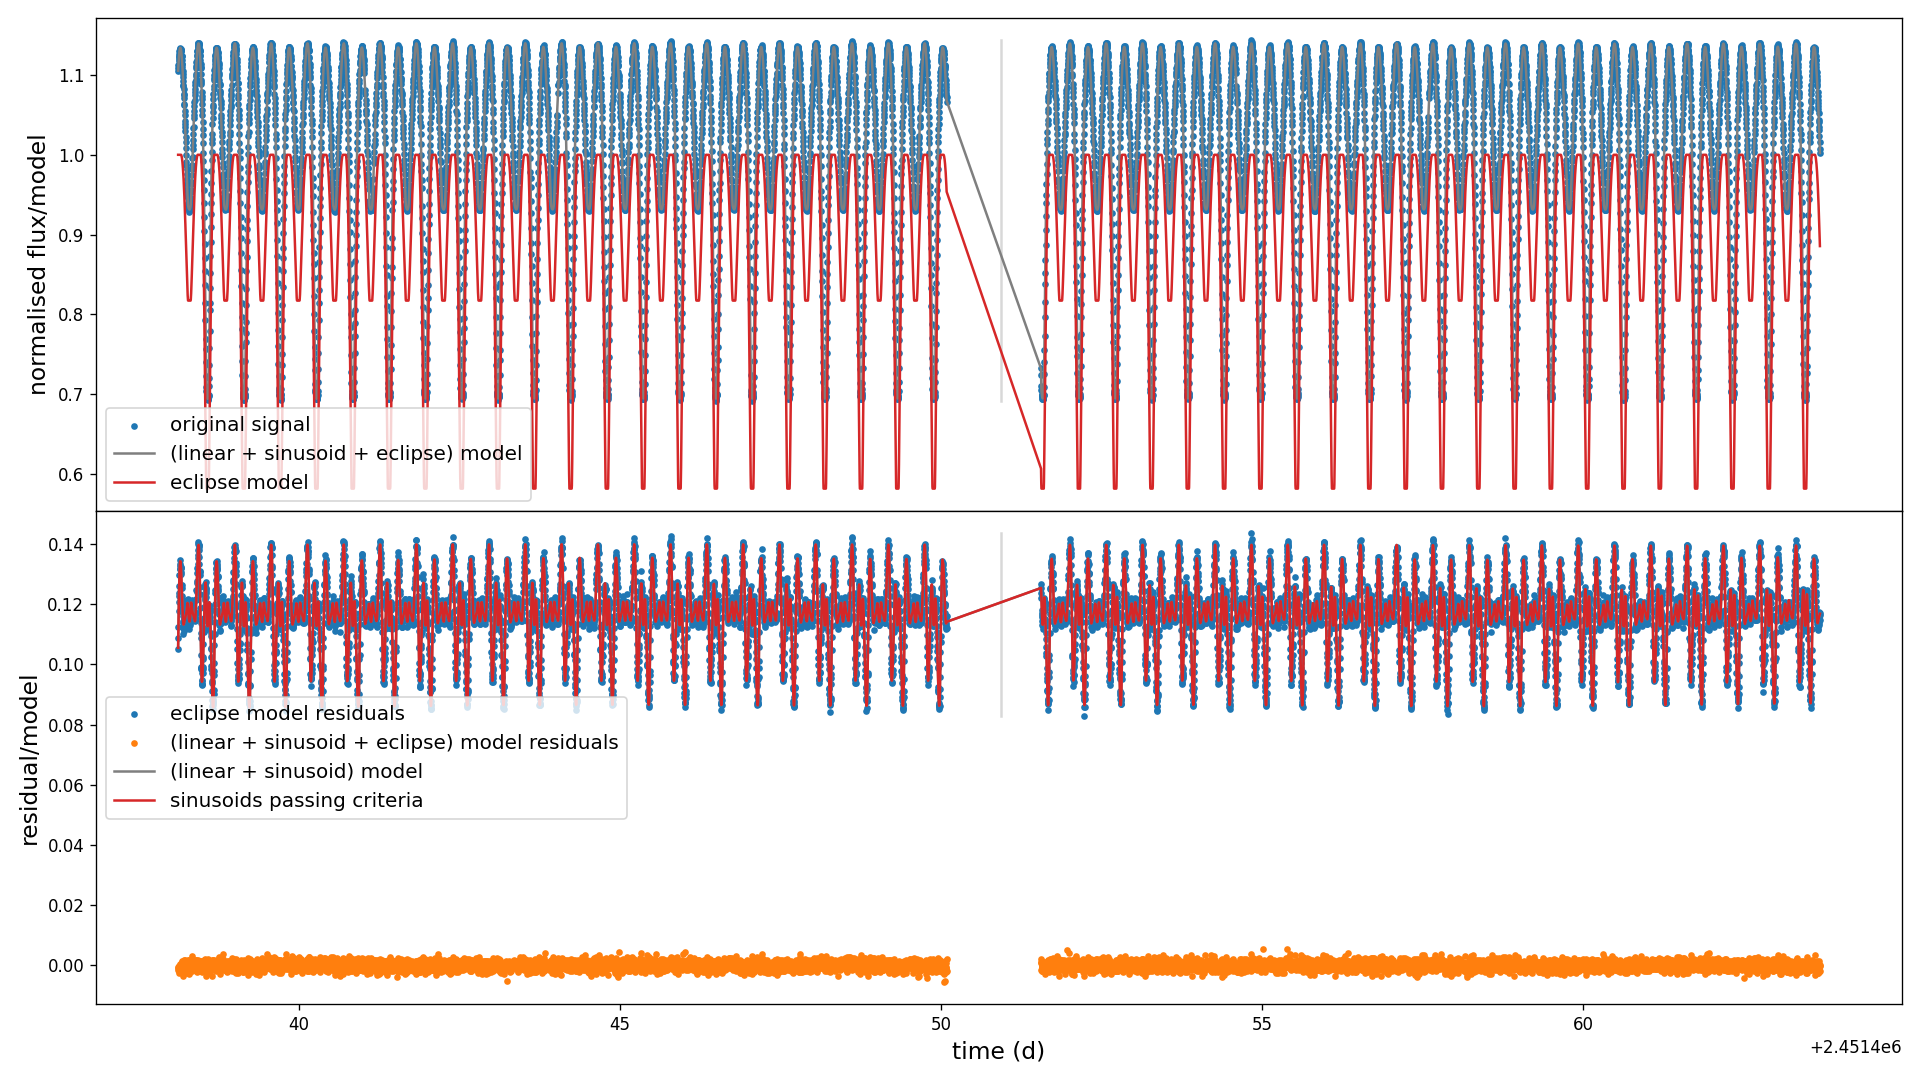 normalised flux/model
1.1
1.0
0.9
0.8
0.7
0.6
original signal
(linear + sinusoid + eclipse) model
eclipse model
residual/model
0.14
0.12
0.10
0.08
0.06
0.04
0.02
0.00
eclipse model residuals
(linear + sinusoid + eclipse) model residuals
(linear + sinusoid) model
sinusoids passing criteria
40
45
50
55
60
time (d)
+2.4514e6